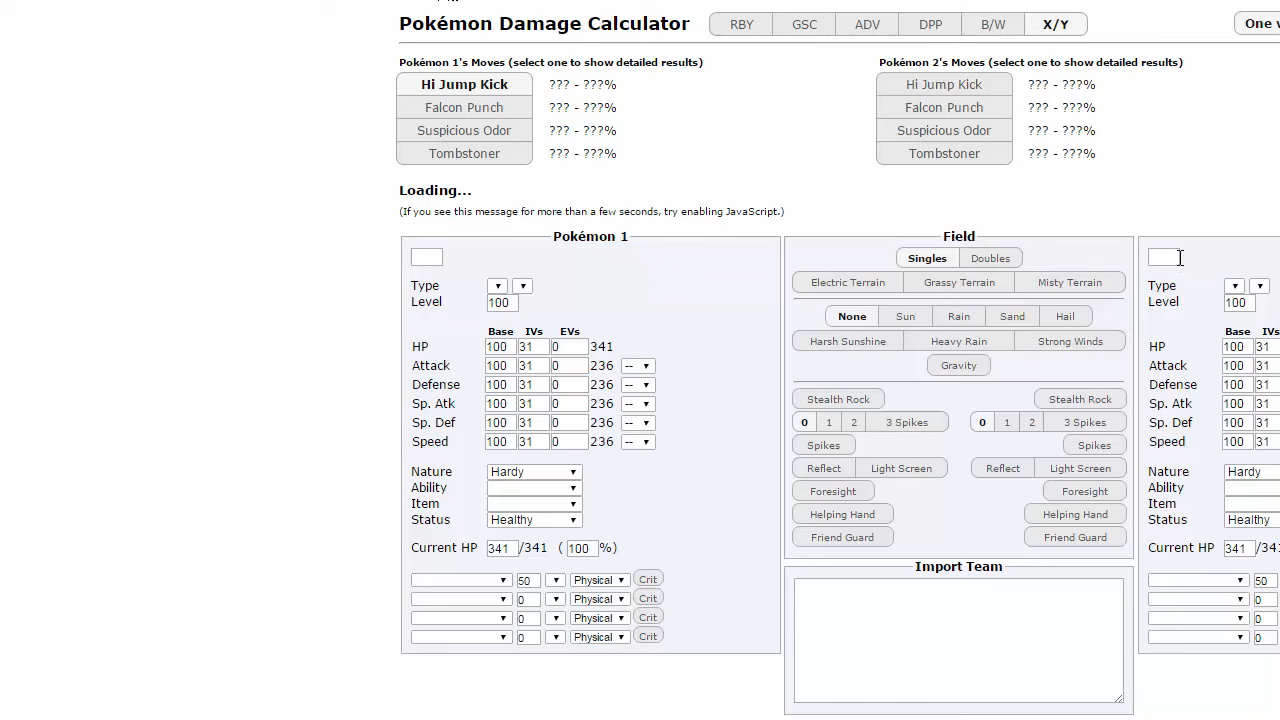 Pokémon Damage Calculator RBY GSC ADV DPP B/W X/Y One v
Pokémon 1's Moves (select one to show detailed results) Pokémon 2's Moves (select one to show detailed results)
Hi Jump Kick ??? - ???% Hi Jump Kick ??? - ???%
Falcon Punch ??? - ???% Falcon Punch ??? - ???%
Suspicious Odor ??? - ???% Suspicious Odor ??? - ???%
Tombstoner ??? - ???% Tombstoner ??? - ???%
Loading...
(If you see this message for more than a few seconds, try enabling JavaScript.)
Pokémon 1
Type
Level 100
Base IVs EVs
HP 100 31 0 341
Attack 100 31 0 236 --
Defense 100 31 0 236 --
Sp. Atk 100 31 0 236 --
Sp. Def 100 31 0 236 --
Speed 100 31 0 236 --
Nature Hardy
Ability
Item
Status Healthy
Current HP 341 /341 ( 100 %)
50 Physical Crit
0 Physical Crit
0 Physical Crit
0 Physical Crit
Field
Singles Doubles
Electric Terrain Grassy Terrain Misty Terrain
None Sun Rain Sand Hail
Harsh Sunshine Heavy Rain Strong Winds
Gravity
Stealth Rock Stealth Rock
0 1 2 3 Spikes 0 1 2 3 Spikes
Spikes Spikes
Reflect Light Screen Reflect Light Screen
Foresight Foresight
Helping Hand Helping Hand
Friend Guard Friend Guard
Import Team
Type
Level 100
Base IVs
HP 100 31
Attack 100 31
Defense 100 31
Sp. Atk 100 31
Sp. Def 100 31
Speed 100 31
Nature Hardy
Ability
Item
Status Healthy
Current HP 341 /341
50
0
0
0